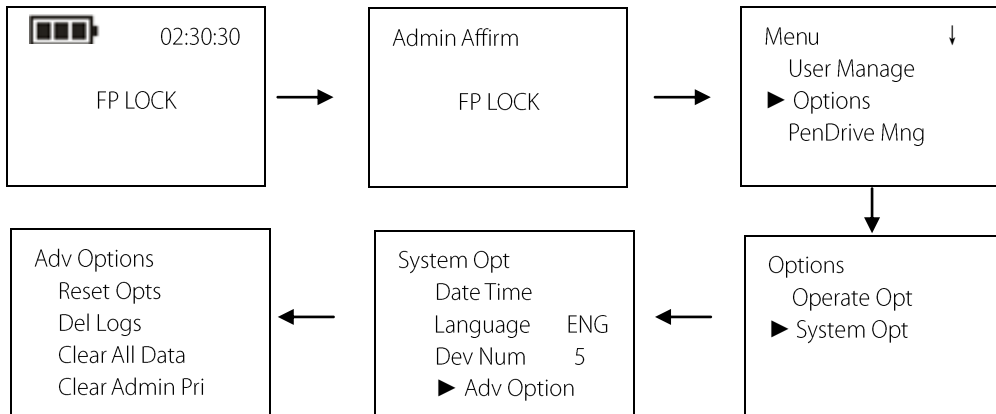 02:30:30
FP LOCK
Admin Affirm
FP LOCK
Menu ↓
User Manage
► Options
PenDrive Mng
Options
Operate Opt
► System Opt
System Opt
Date Time
Language ENG
Dev Num 5
► Adv Option
Adv Options
Reset Opts
Del Logs
Clear All Data
Clear Admin Pri